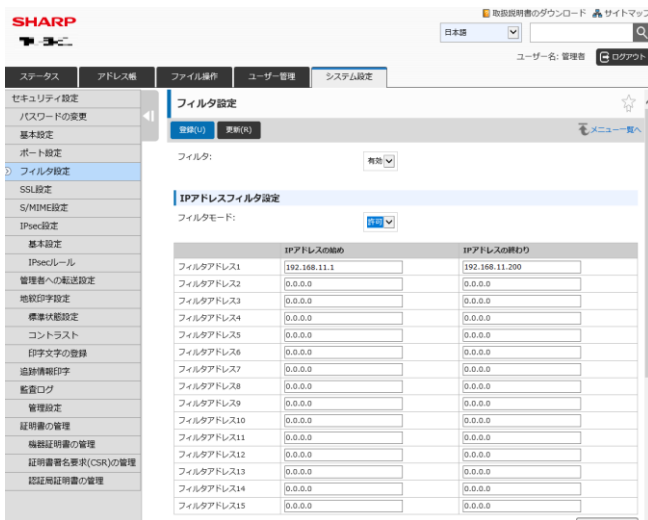 取扱説明書のダウンロード サイトマップ
SHARP
日本語
ユーザー名: 管理者 ログアウト
ステータス アドレス帳 ファイル操作 ユーザー管理 システム設定
セキュリティ設定
パスワードの変更
基本設定
ポート設定
フィルタ設定
SSL設定
S/MIME設定
IPsec設定
基本設定
IPsecルール
管理者への転送設定
地紋印字設定
標準状態設定
コントラスト
印字文字の登録
追跡情報印字
監査ログ
管理設定
証明書の管理
機器証明書の管理
証明書署名要求(CSR)の管理
認証局証明書の管理
フィルタ設定
登録(U) 更新(R) メニュー一覧へ
フィルタ: 有効
IPアドレスフィルタ設定
フィルタモード: 許可
IPアドレスの始め IPアドレスの終わり
フィルタアドレス1 192.168.11.1 192.168.11.200
フィルタアドレス2 0.0.0.0 0.0.0.0
フィルタアドレス3 0.0.0.0 0.0.0.0
フィルタアドレス4 0.0.0.0 0.0.0.0
フィルタアドレス5 0.0.0.0 0.0.0.0
フィルタアドレス6 0.0.0.0 0.0.0.0
フィルタアドレス7 0.0.0.0 0.0.0.0
フィルタアドレス8 0.0.0.0 0.0.0.0
フィルタアドレス9 0.0.0.0 0.0.0.0
フィルタアドレス10 0.0.0.0 0.0.0.0
フィルタアドレス11 0.0.0.0 0.0.0.0
フィルタアドレス12 0.0.0.0 0.0.0.0
フィルタアドレス13 0.0.0.0 0.0.0.0
フィルタアドレス14 0.0.0.0 0.0.0.0
フィルタアドレス15 0.0.0.0 0.0.0.0